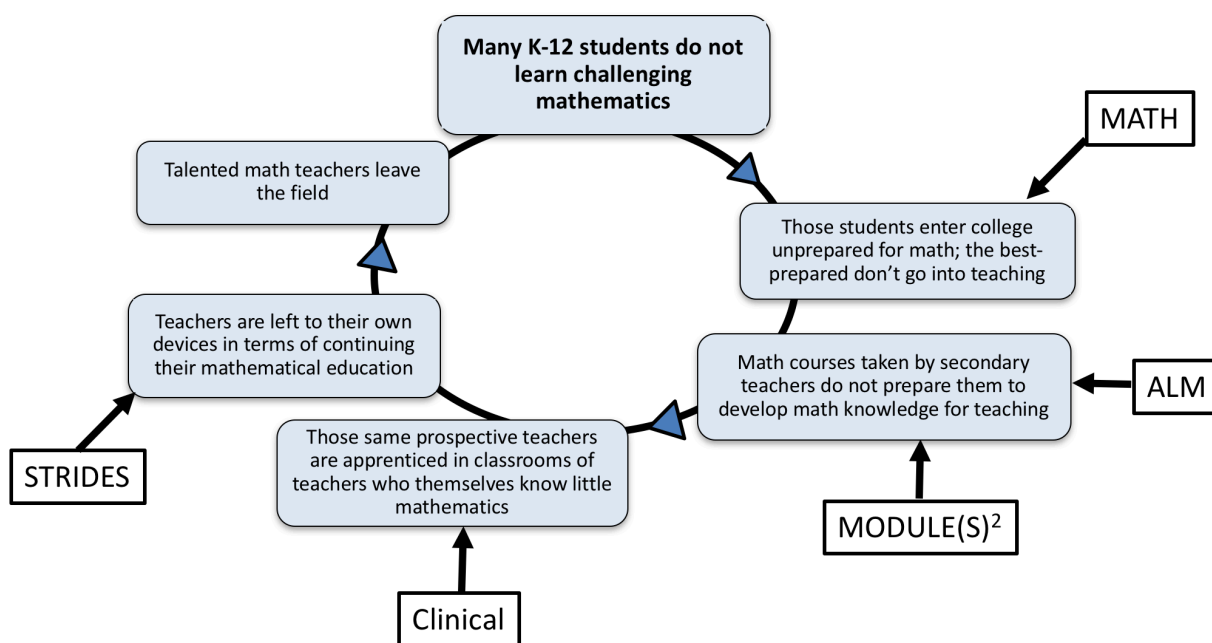 Many K-12 students do not
learn challenging
mathematics
MATH
Talented math teachers leave
the field
Those students enter college
unprepared for math; the best-
prepared don’t go into teaching
Teachers are left to their own
devices in terms of continuing
their mathematical education
Math courses taken by secondary
teachers do not prepare them to
develop math knowledge for teaching
ALM
Those same prospective teachers
are apprenticed in classrooms of
teachers who themselves know little
mathematics
STRIDES
MODULE(S)²
Clinical